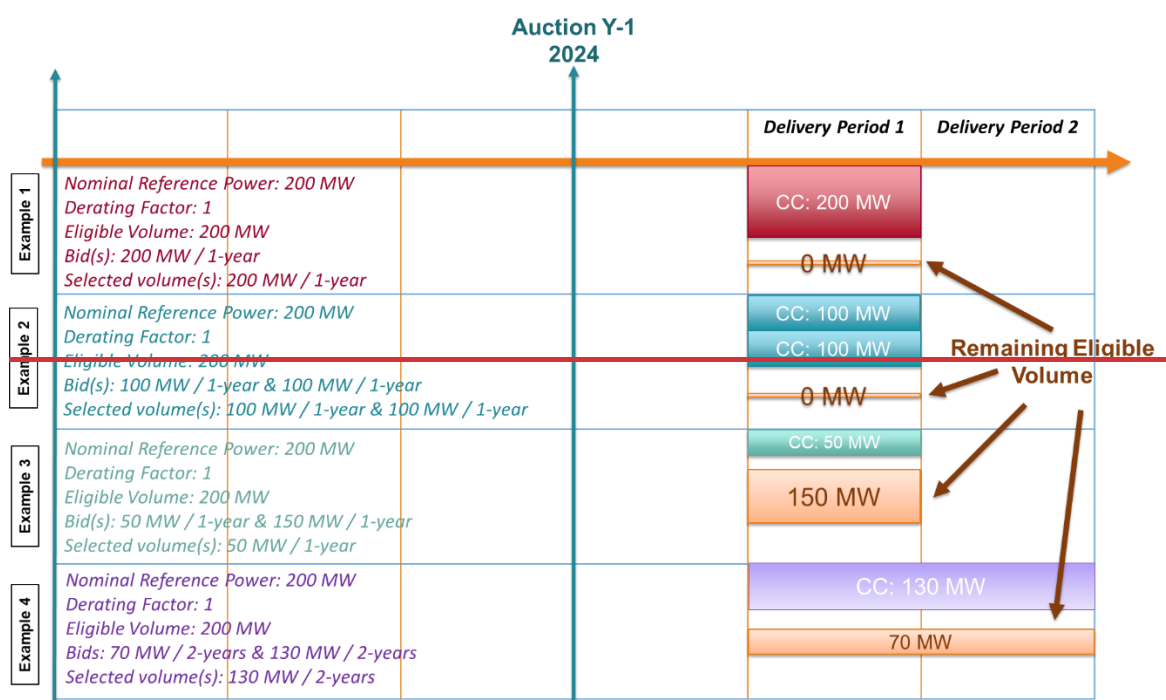 Auction Y-1
2024
Delivery Period 1
Delivery Period 2
Example 1
Nominal Reference Power: 200 MW
Derating Factor: 1
Eligible Volume: 200 MW
Bid(s): 200 MW / 1-year
Selected volume(s): 200 MW / 1-year
CC: 200 MW
0 MW
Example 2
Nominal Reference Power: 200 MW
Derating Factor: 1
Eligible Volume: 200 MW
Bid(s): 100 MW / 1-year & 100 MW / 1-year
Selected volume(s): 100 MW / 1-year & 100 MW / 1-year
CC: 100 MW
CC: 100 MW
0 MW
Remaining Eligible
Volume
Example 3
Nominal Reference Power: 200 MW
Derating Factor: 1
Eligible Volume: 200 MW
Bid(s): 50 MW / 1-year & 150 MW / 1-year
Selected volume(s): 50 MW / 1-year
CC: 50 MW
150 MW
Example 4
Nominal Reference Power: 200 MW
Derating Factor: 1
Eligible Volume: 200 MW
Bids: 70 MW / 2-years & 130 MW / 2-years
Selected volume(s): 130 MW / 2-years
CC: 130 MW
70 MW